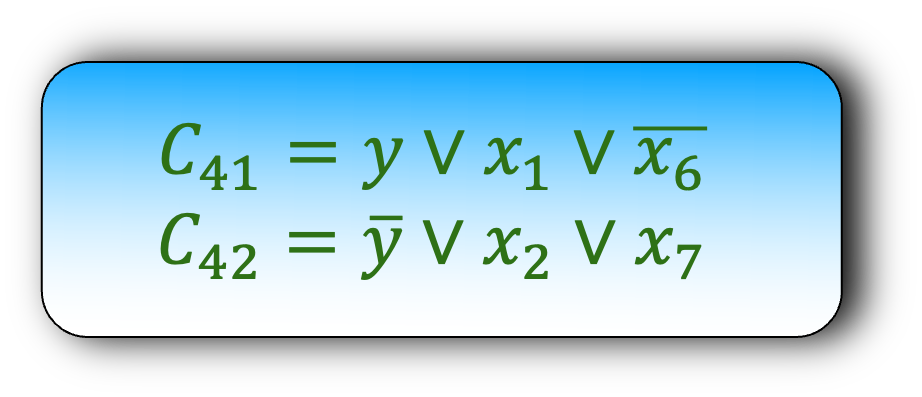 C₄₁ = y ∨ x₁ ∨ x̅₆̅
C₄₂ = y̅ ∨ x₂ ∨ x₇